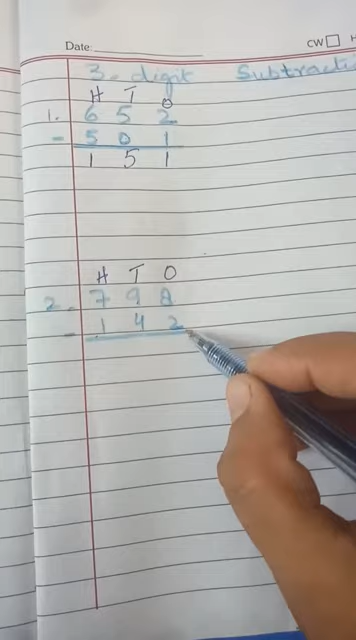 Date:
CW
3-digit Subtracti
H T O
1. 6 5 2
- 5 0 1
1 5 1
H T O
2. 7 9 8
- 1 4 2